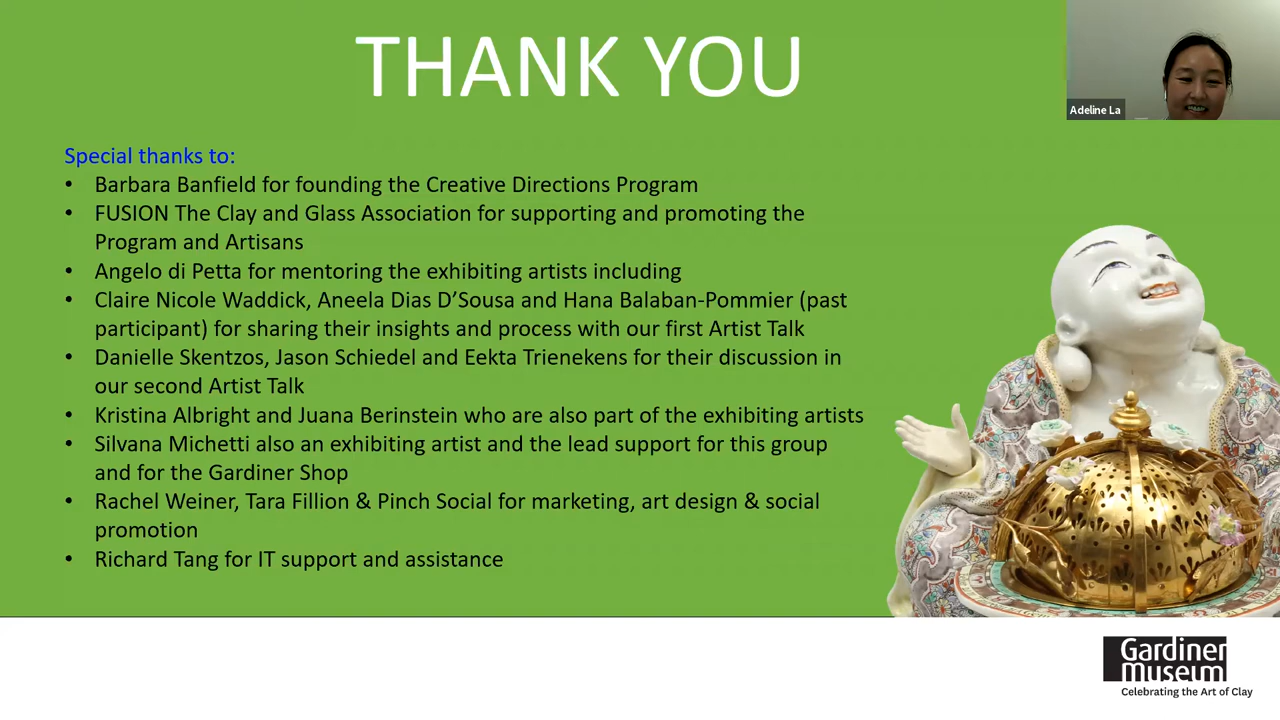 THANK YOU
Adeline La
Special thanks to:
• Barbara Banfield for founding the Creative Directions Program
• FUSION The Clay and Glass Association for supporting and promoting the
Program and Artisans
• Angelo di Petta for mentoring the exhibiting artists including
• Claire Nicole Waddick, Aneela Dias D’Sousa and Hana Balaban-Pommier (past
participant) for sharing their insights and process with our first Artist Talk
• Danielle Skentzos, Jason Schiedel and Eekta Trienekens for their discussion in
our second Artist Talk
• Kristina Albright and Juana Berinstein who are also part of the exhibiting artists
• Silvana Michetti also an exhibiting artist and the lead support for this group
and for the Gardiner Shop
• Rachel Weiner, Tara Fillion & Pinch Social for marketing, art design & social
promotion
• Richard Tang for IT support and assistance
Gardiner
Museum
Celebrating the Art of Clay